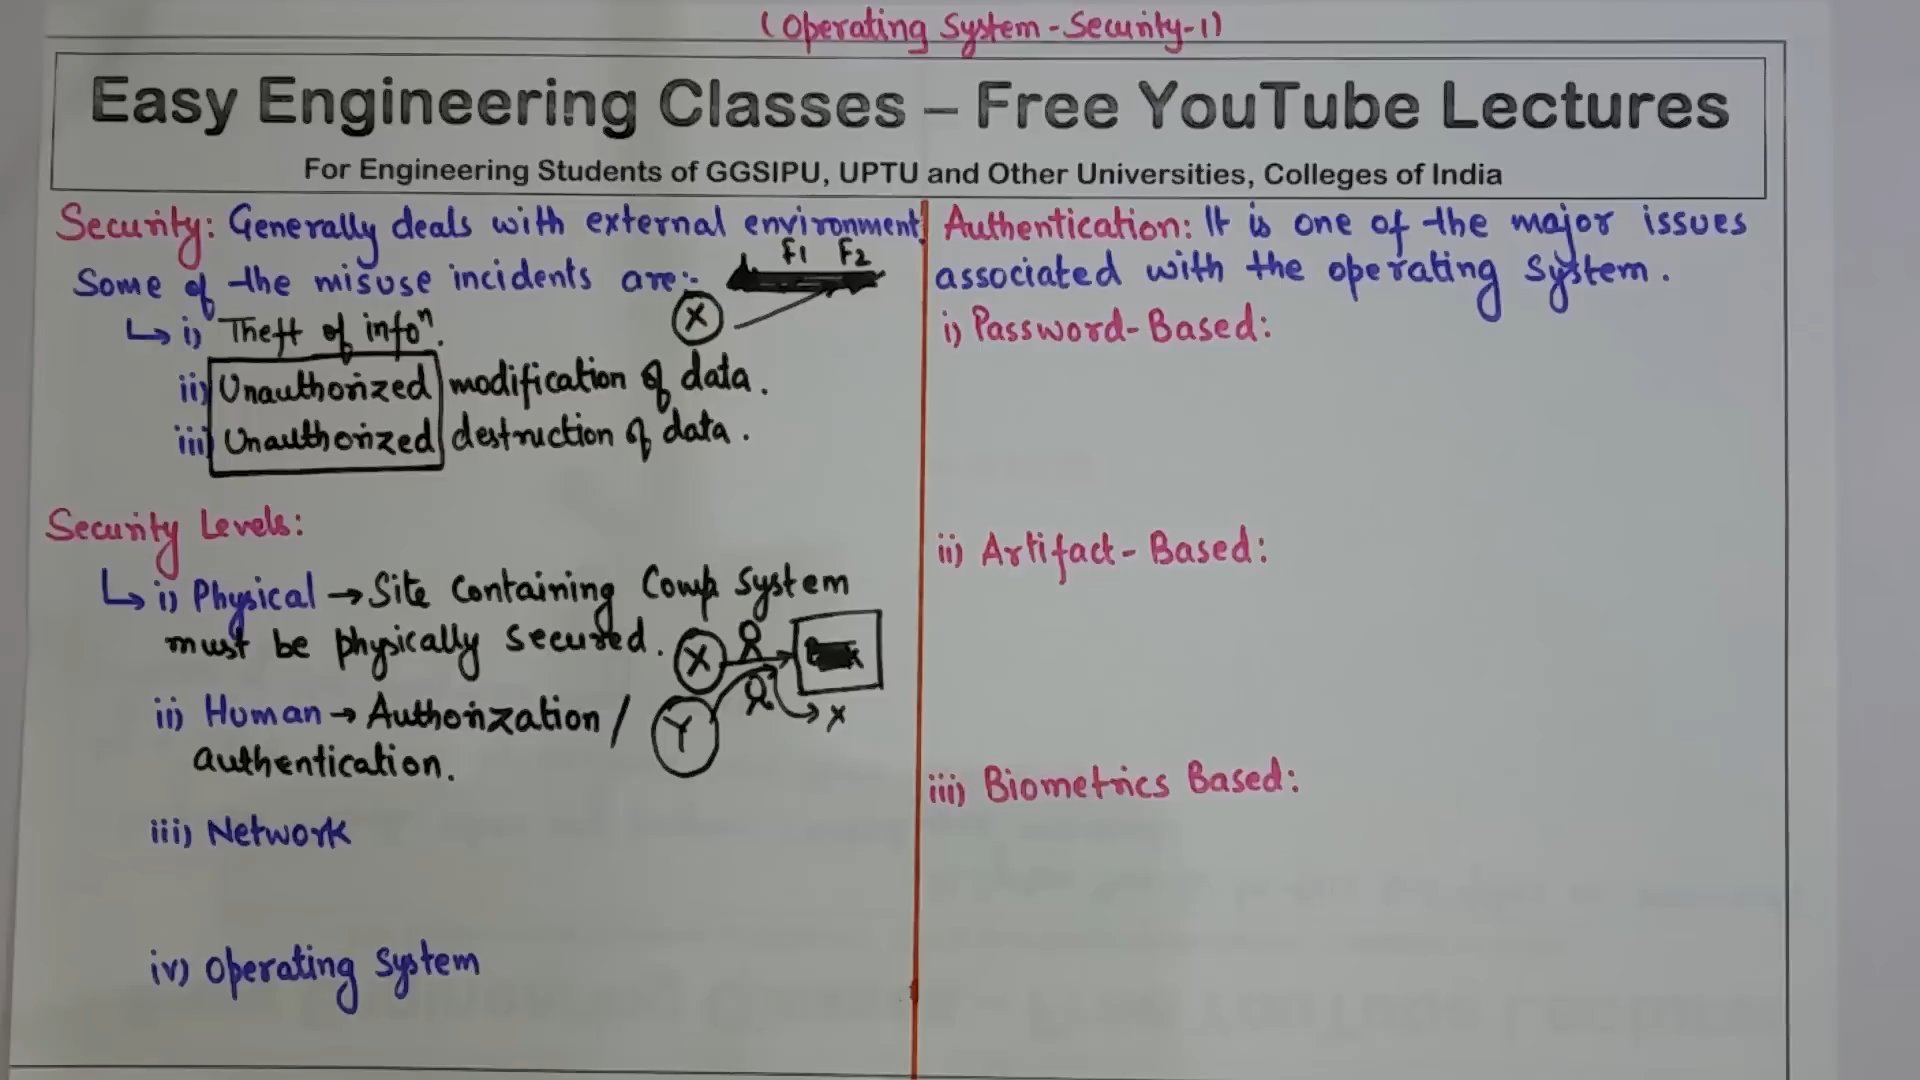 (Operating System-Security-1)
Easy Engineering Classes – Free YouTube Lectures
For Engineering Students of GGSIPU, UPTU and Other Universities, Colleges of India
Security: Generally deals with external environment.
Some of the misuse incidents are:-
F1 F2
X
i) Theft of infoⁿ.
ii) Unauthorized modification of data.
iii) Unauthorized destruction of data.
Security Levels:
i) Physical → Site Containing Comp System
must be physically secured.
X
ii) Human → Authorization /
authentication.
Y
x
iii) Network
iv) Operating System
Authentication: It is one of the major issues
associated with the operating system.
i) Password-Based:
ii) Artifact-Based:
iii) Biometrics Based: